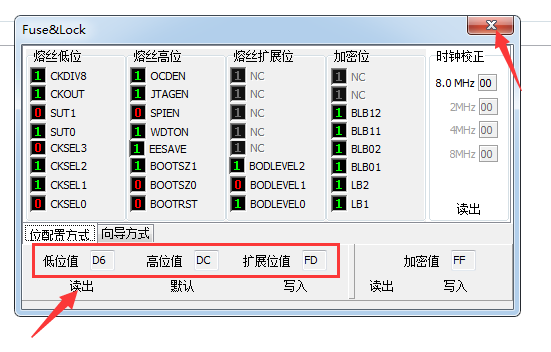 Fuse&Lock
熔丝低位 熔丝高位 熔丝扩展位 加密位 时钟校正
1 CKDIV8 1 OCDEN 1 NC 1 NC 8.0 MHz 00
1 CKOUT 1 JTAGEN 1 NC 1 NC 2MHz 00
0 SUT1 0 SPIEN 1 NC 1 BLB12 4MHz 00
1 SUT0 1 WDTON 1 NC 1 BLB11 8MHz 00
0 CKSEL3 1 EESAVE 1 NC 1 BLB02
1 CKSEL2 1 BOOTSZ1 1 BODLEVEL2 1 BLB01
1 CKSEL1 0 BOOTSZ0 0 BODLEVEL1 1 LB2
0 CKSEL0 0 BOOTRST 1 BODLEVEL0 1 LB1
读出
位配置方式 向导方式
低位值 D6 高位值 DC 扩展位值 FD 加密值 FF
读出 默认 写入 读出 写入